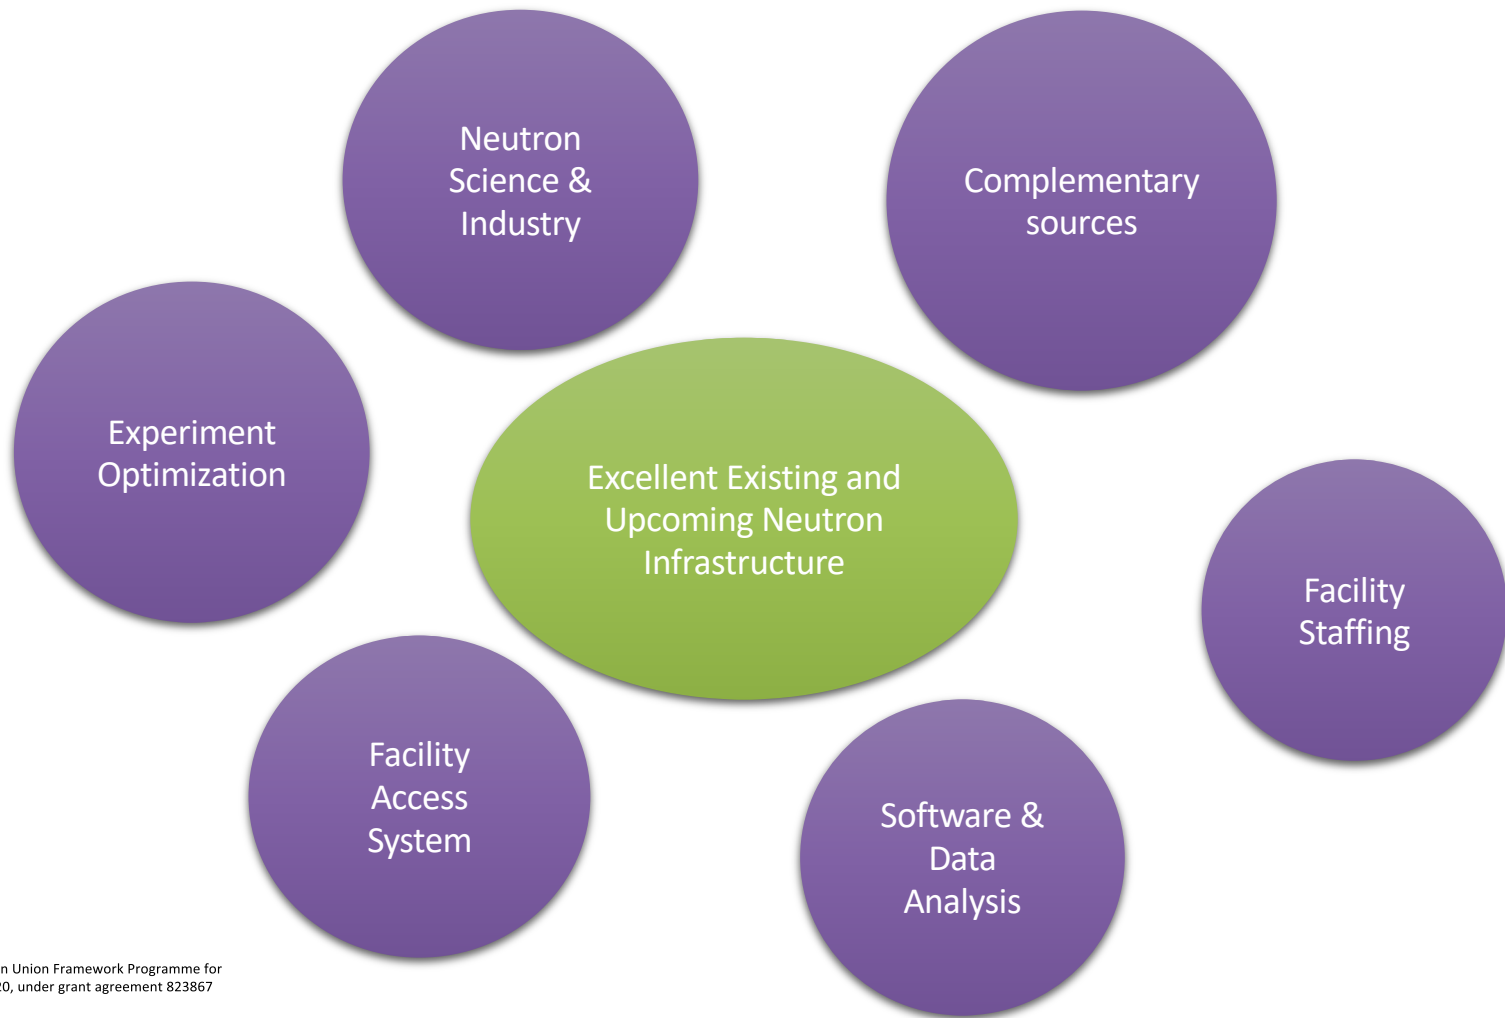 Neutron
Science &
Industry
Complementary
sources
Experiment
Optimization
Excellent Existing and
Upcoming Neutron
Infrastructure
Facility
Staffing
Facility
Access
System
Software &
Data
Analysis
n Union Framework Programme for
20, under grant agreement 823867